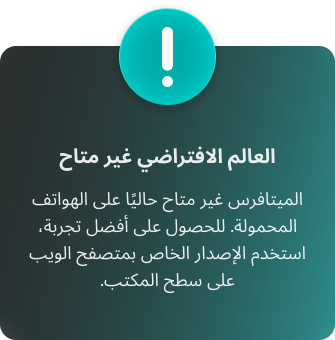 العالم الافتراضي غير متاح
الميتافرس غير متاح حاليًا على الهواتف
المحمولة. للحصول على أفضل تجربة،
استخدم الإصدار الخاص بمتصفح الويب
على سطح المكتب.